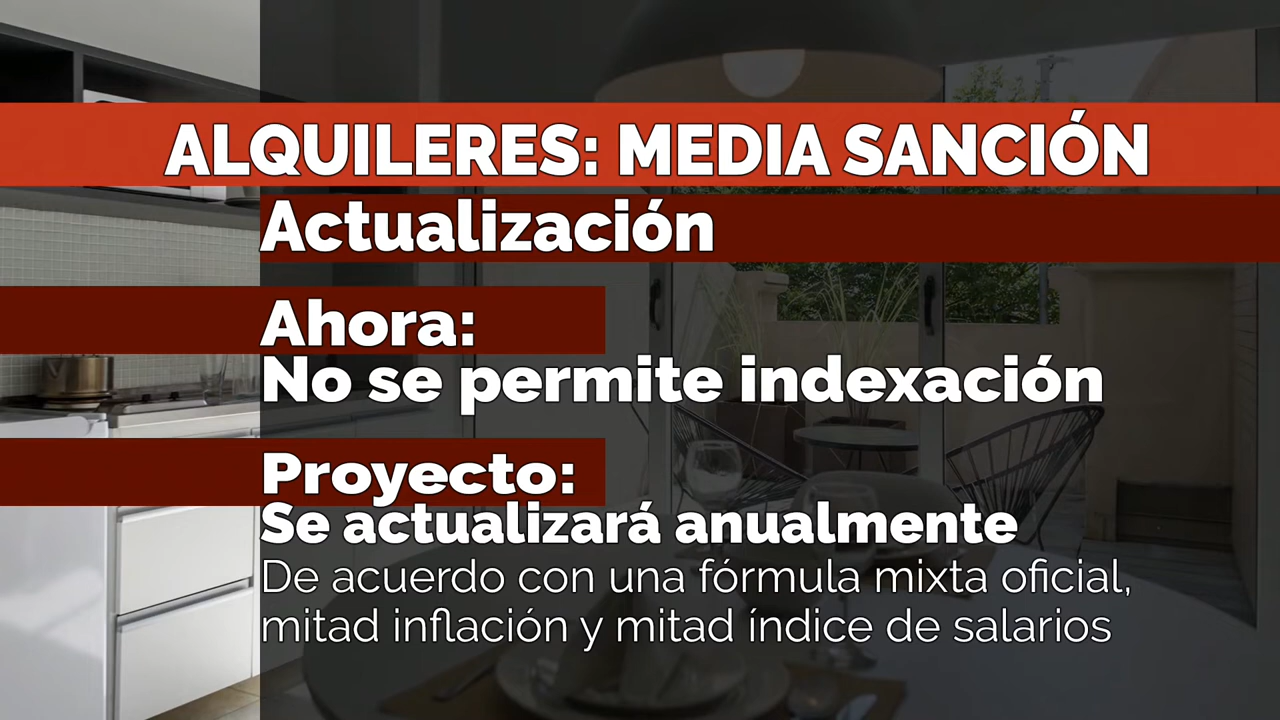 ALQUILERES: MEDIA SANCIÓN
Actualización
Ahora:
No se permite indexación
Proyecto:
Se actualizará anualmente
De acuerdo con una fórmula mixta oficial,
mitad inflación y mitad índice de salarios